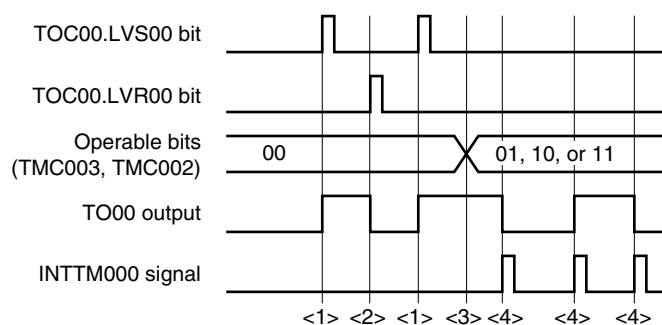 TOC00.LVS00 bit
TOC00.LVR00 bit
Operable bits
(TMC003, TMC002)
00
01, 10, or 11
TO00 output
INTTM000 signal
<1> <2> <1> <3> <4> <4> <4>